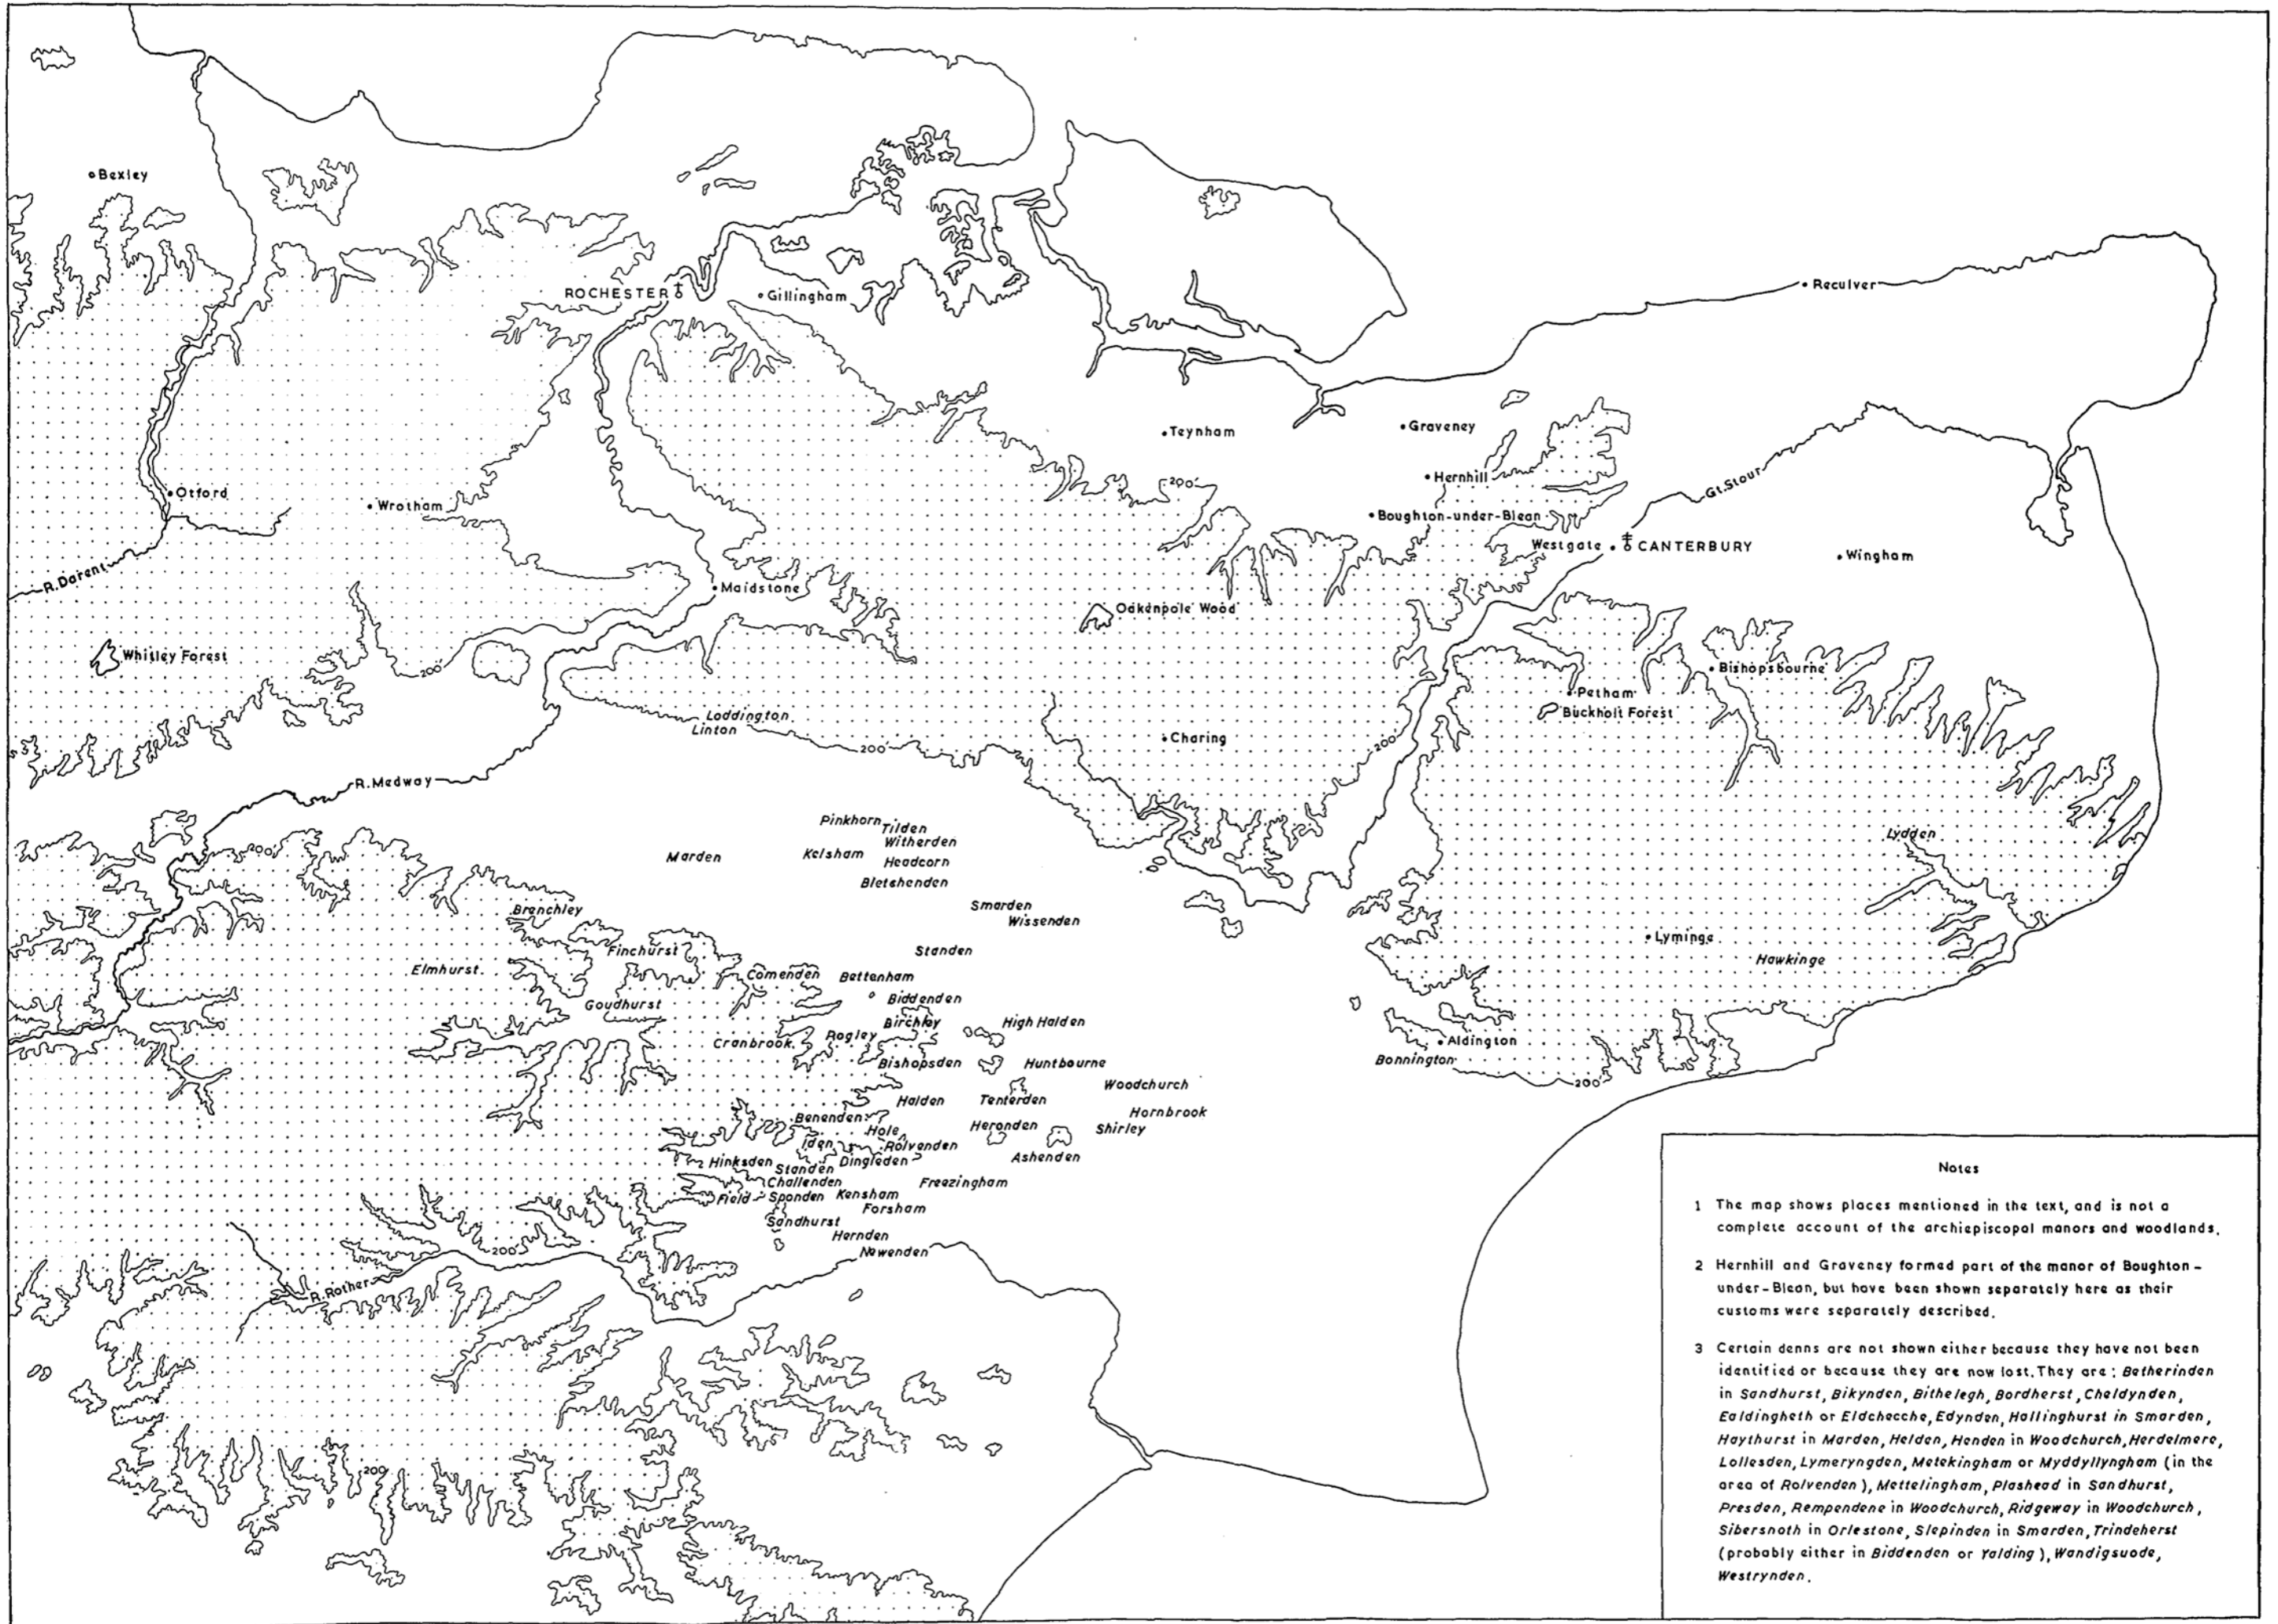 Bexley
ROCHESTER
Gillingham
Reculver
Teynham
Graveney
200
Hernhill
Gt. Stour
Otford
Wrotham
Boughton-under-Blean
Westgate
CANTERBURY
Wingham
R. Darent
Maidstone
Oakenpole Wood
Whitley Forest
200
Bishopsbourne
Petham
Buckholt Forest
Loddington
Linton
200
Charing
200
R. Medway
Pinkhorn
Tilden
Witherden
Lydden
200
Marden
Kelsham
Headcorn
Bletchenden
Brenchley
Smarden
Wissenden
Finchurst
Standen
Lyminge
Hawkinge
Elmhurst
Comenden
Bettenham
Goudhurst
Biddenden
Birchley
High Halden
Cranbrook
Rogley
Aldington
Bishopsden
Huntbourne
Bonnington
Woodchurch
200
Halden
Tenterden
Hornbrook
Benenden
Hole
Heronden
Shirley
Iden
Rolvenden
Hinksden
Standen
Dingleden
Ashenden
Challenden
Freezingham
Field
Sponden
Kensham
Forsham
Sandhurst
Hernden
200
Newenden
R. Rother
200
Notes
1 The map shows places mentioned in the text, and is not a
complete account of the archiepiscopal manors and woodlands.
2 Hernhill and Graveney formed part of the manor of Boughton-
under-Blean, but have been shown separately here as their
customs were separately described.
3 Certain denns are not shown either because they have not been
identified or because they are now lost. They are: Betherinden
in Sandhurst, Bikynden, Bithelegh, Bordherst, Cheldynden,
Ealdingheth or Eldchecche, Edynden, Hallinghurst in Smarden,
Haythurst in Marden, Helden, Henden in Woodchurch, Herdelmere,
Lollesden, Lymeryngden, Metekingham or Myddyllyngham (in the
area of Rolvenden), Mettelingham, Plashead in Sandhurst,
Presden, Rempendene in Woodchurch, Ridgeway in Woodchurch,
Sibersnoth in Orlestone, Slepinden in Smarden, Trindeherst
(probably either in Biddenden or Yalding), Wandigsuode,
Westrynden.